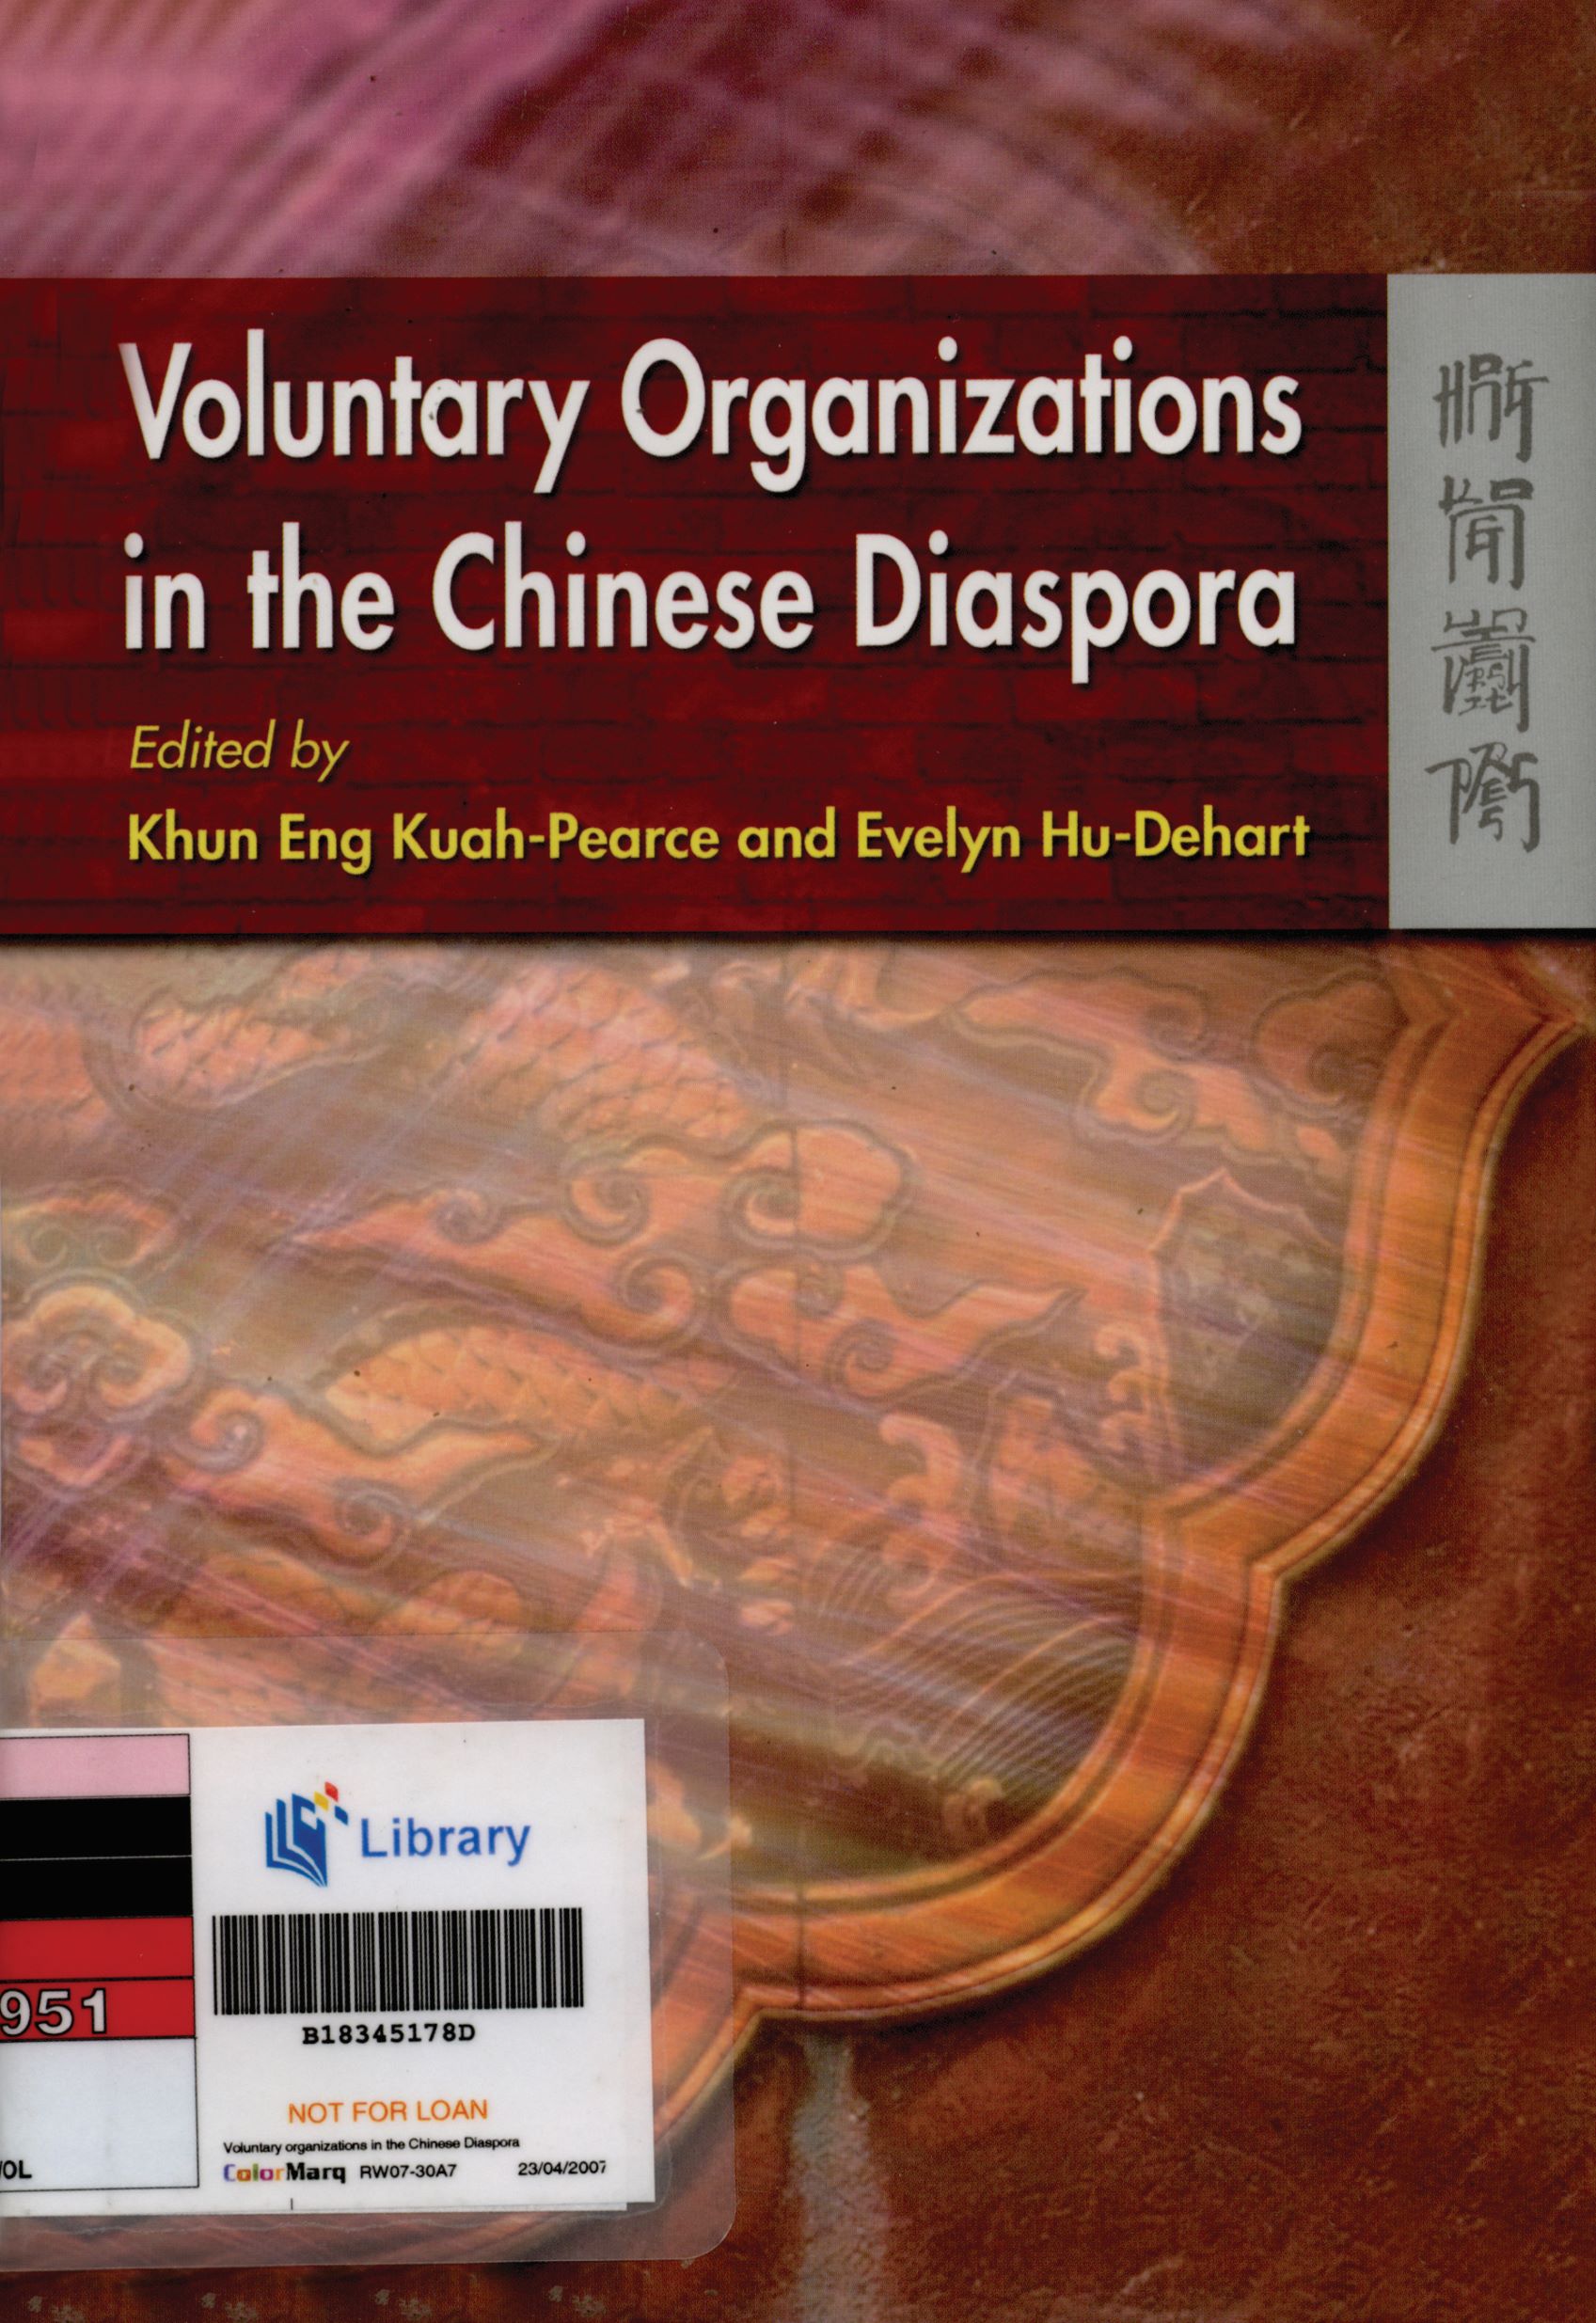 Voluntary Organizations
in the Chinese Diaspora
Edited by
Khun Eng Kuah-Pearce and Evelyn Hu-Dehart
Library
951
B18345178D
NOT FOR LOAN
Voluntary organizations in the Chinese Diaspora
ColorMarq RW07-30A7 23/04/2007